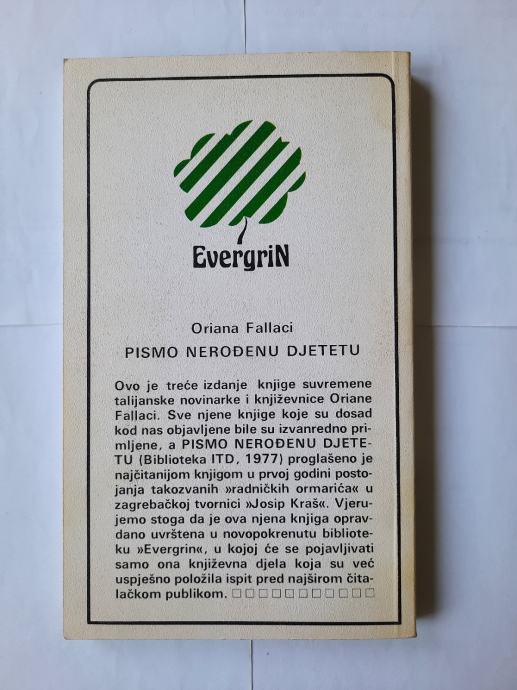 EvergriN
Oriana Fallaci
PISMO NEROĐENU DJETETU
Ovo je treće izdanje knjige suvremene
talijanske novinarke i književnice Oriane
Fallaci. Sve njene knjige koje su dosad
kod nas objavljene bile su izvanredno pri-
mljene, a PISMO NEROĐENU DJETE-
TU (Biblioteka ITD, 1977) proglašeno je
najčitanijom knjigom u prvoj godini posto-
janja takozvanih »radničkih ormarića« u
zagrebačkoj tvornici »Josip Kraš«. Vjeru-
jemo stoga da je ova njena knjiga oprav-
dano uvrštena u novopokrenutu bibliote-
ku »Evergrin«, u kojoj će se pojavljivati
samo ona književna djela koja su već
uspješno položila ispit pred najširom čita-
lačkom publikom. □□□□□□□□□□□